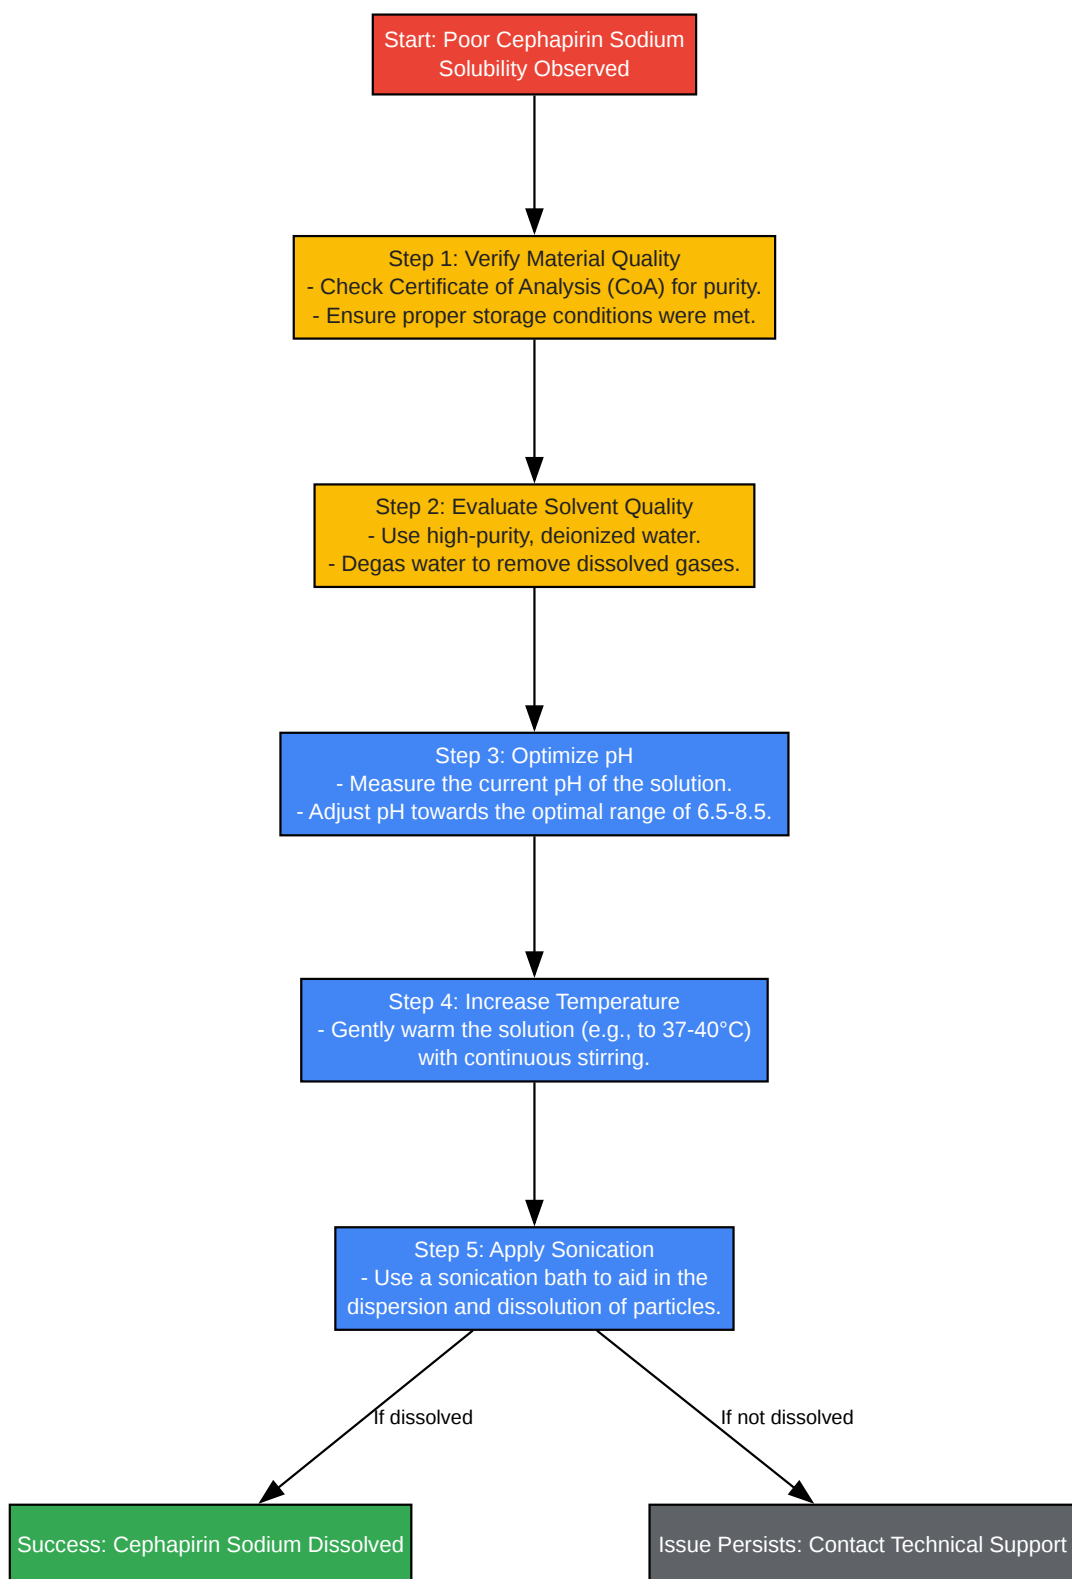 Start: Poor Cephapirin Sodium
Solubility Observed
Step 1: Verify Material Quality
- Check Certificate of Analysis (CoA) for purity.
- Ensure proper storage conditions were met.
Step 2: Evaluate Solvent Quality
- Use high-purity, deionized water.
- Degas water to remove dissolved gases.
Step 3: Optimize pH
- Measure the current pH of the solution.
- Adjust pH towards the optimal range of 6.5-8.5.
Step 4: Increase Temperature
- Gently warm the solution (e.g., to 37-40°C)
with continuous stirring.
Step 5: Apply Sonication
- Use a sonication bath to aid in the
dispersion and dissolution of particles.
If dissolved
If not dissolved
Success: Cephapirin Sodium Dissolved
Issue Persists: Contact Technical Support